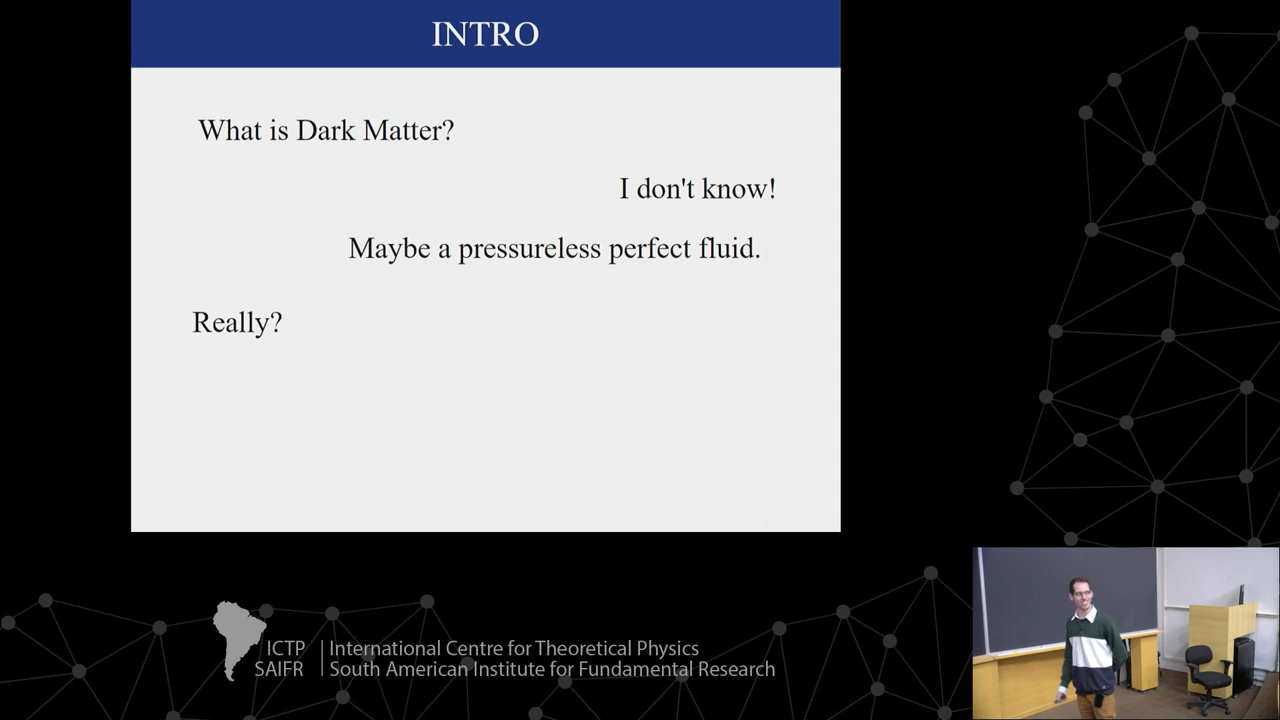 INTRO
What is Dark Matter?
I don't know!
Maybe a pressureless perfect fluid.
Really?
ICTP
SAIFR
International Centre for Theoretical Physics
South American Institute for Fundamental Research